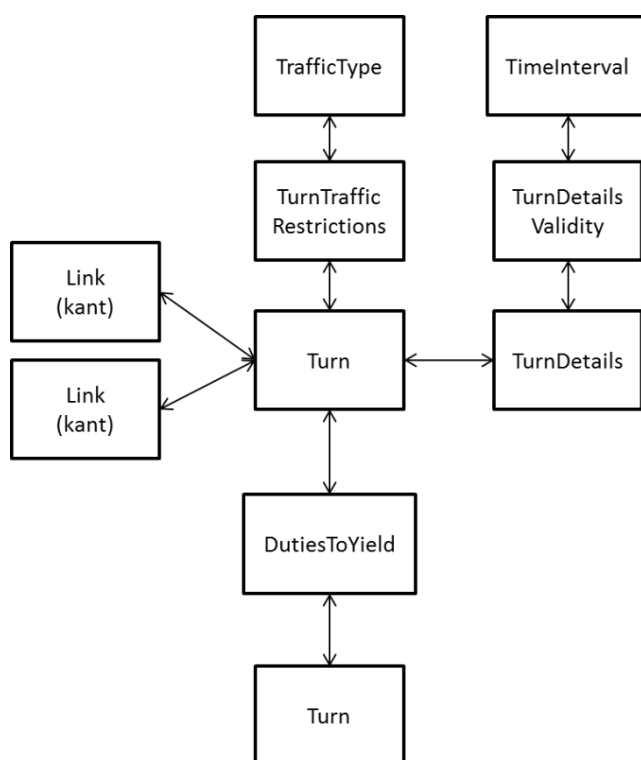 TrafficType
TimeInterval
TurnTraffic
Restrictions
TurnDetails
Validity
Link
(kant)
Link
(kant)
Turn
TurnDetails
DutiesToYield
Turn